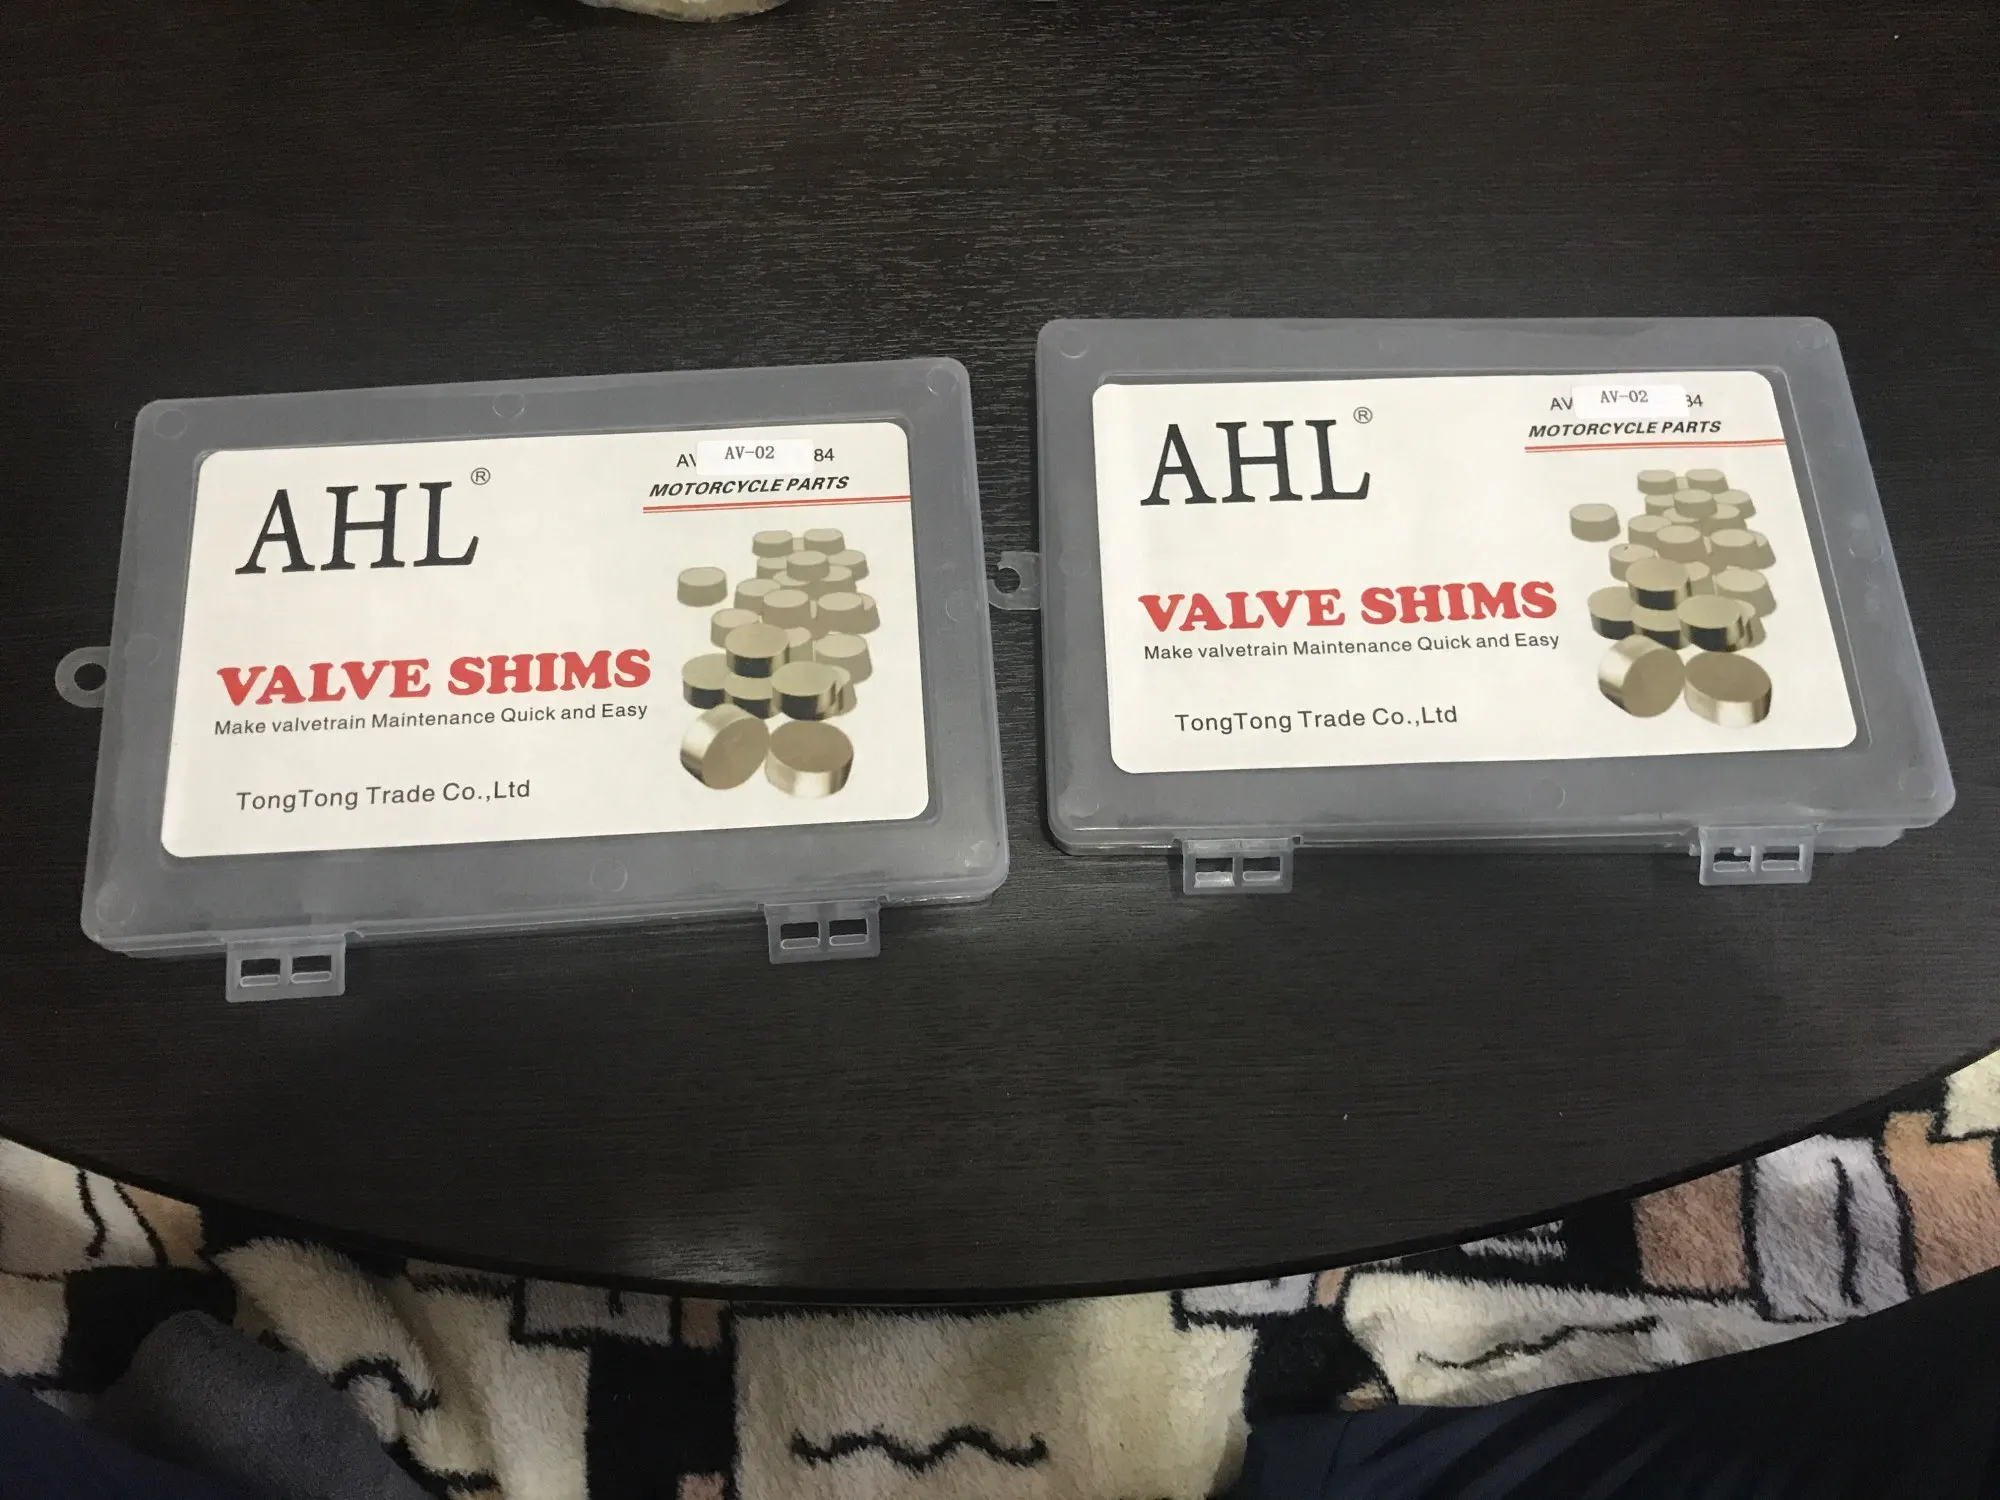 AHL®
AV-02
84
MOTORCYCLE PARTS
VALVE SHIMS
Make valvetrain Maintenance Quick and Easy
TongTong Trade Co.,Ltd
AHL®
AV AV-02 84
MOTORCYCLE PARTS
VALVE SHIMS
Make valvetrain Maintenance Quick and Easy
TongTong Trade Co.,Ltd